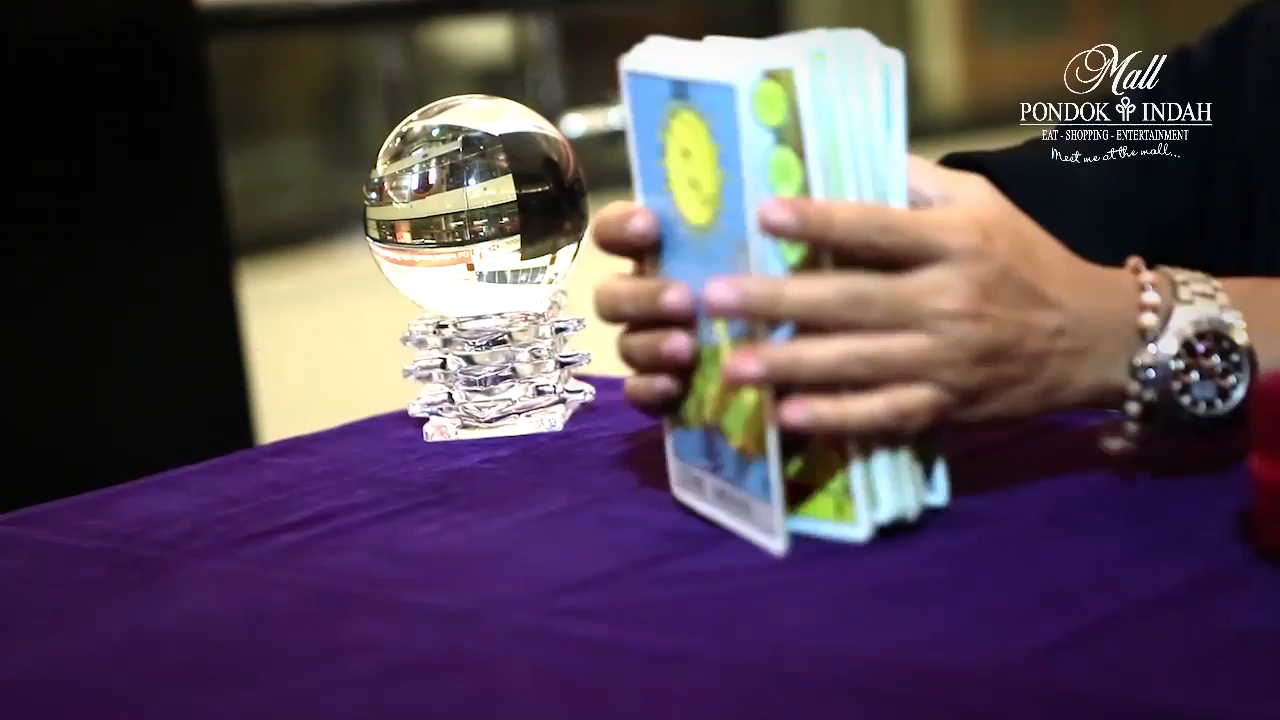 Mall
PONDOK INDAH
EAT - SHOPPING - ENTERTAINMENT
Meet me at the mall...